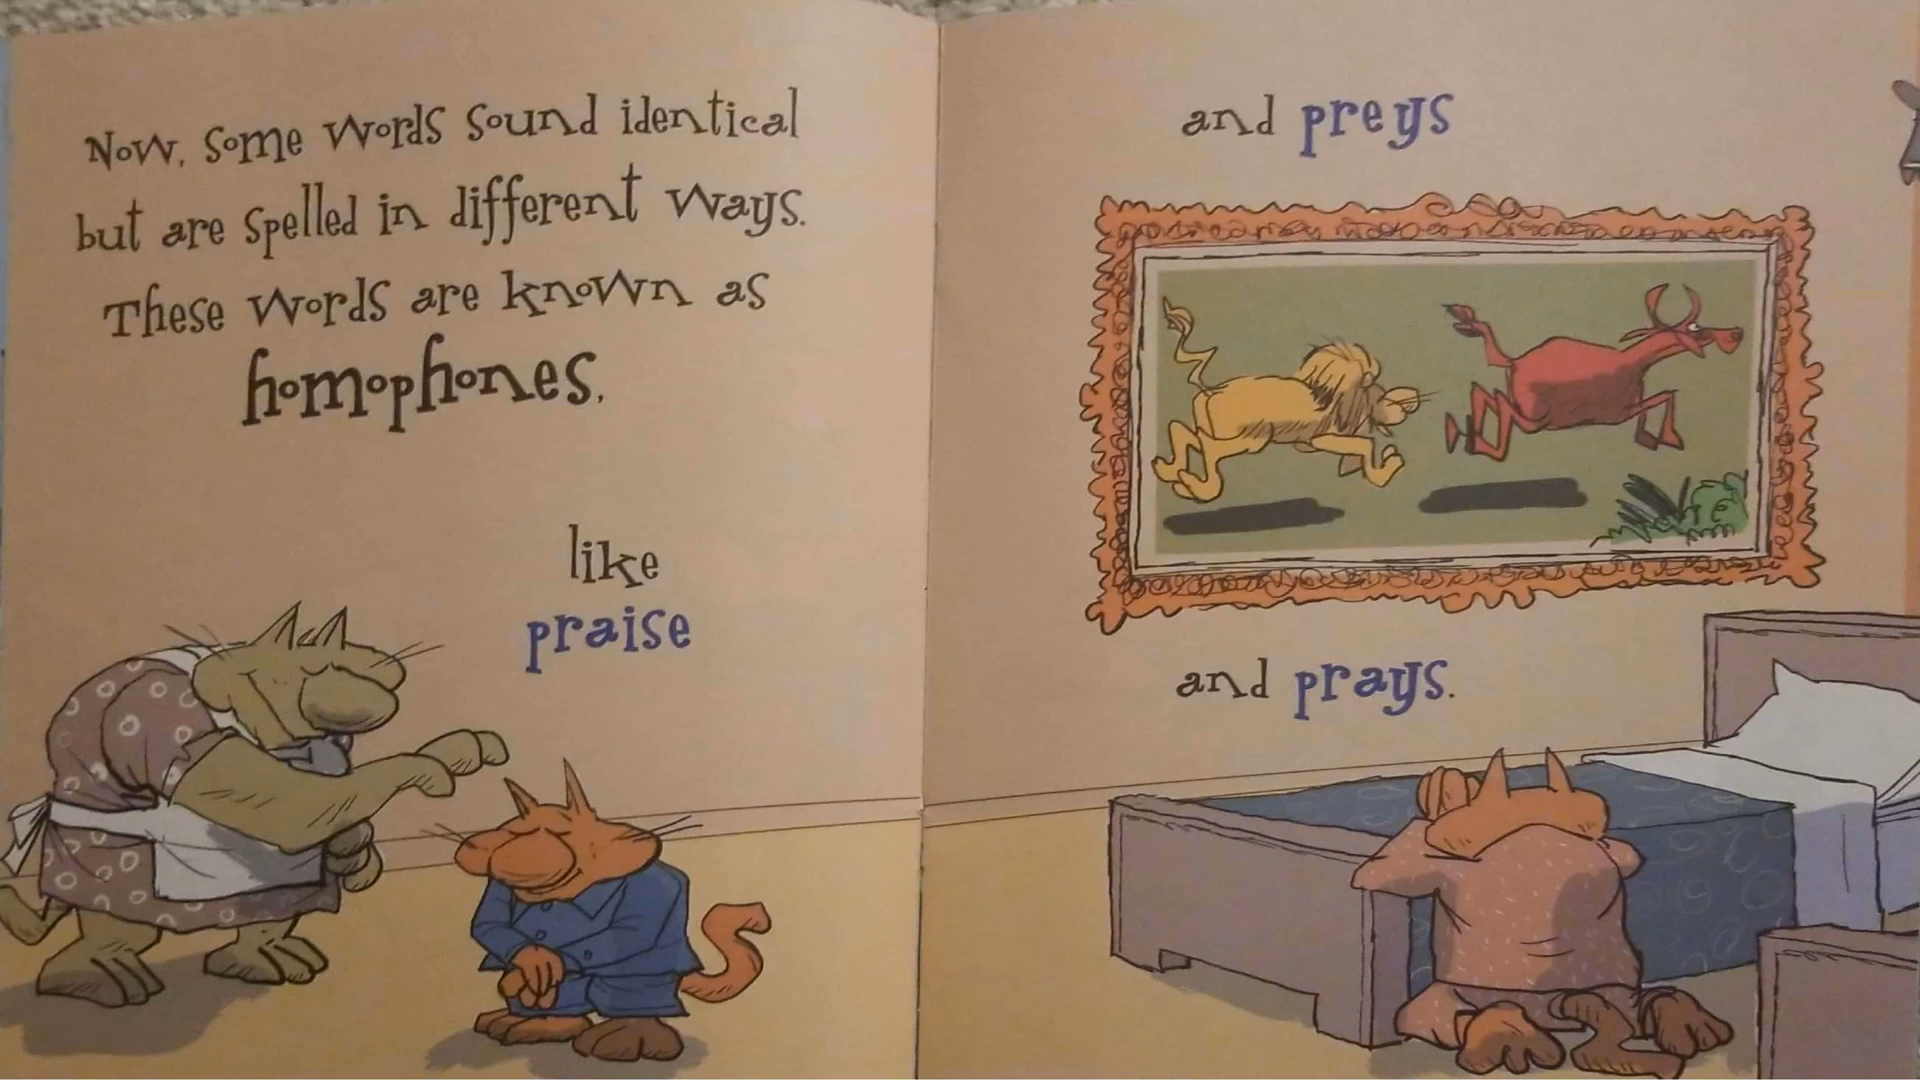 Now, some words sound identical
but are spelled in different ways.
These words are known as
homophones,
like
praise
and preys
and prays.